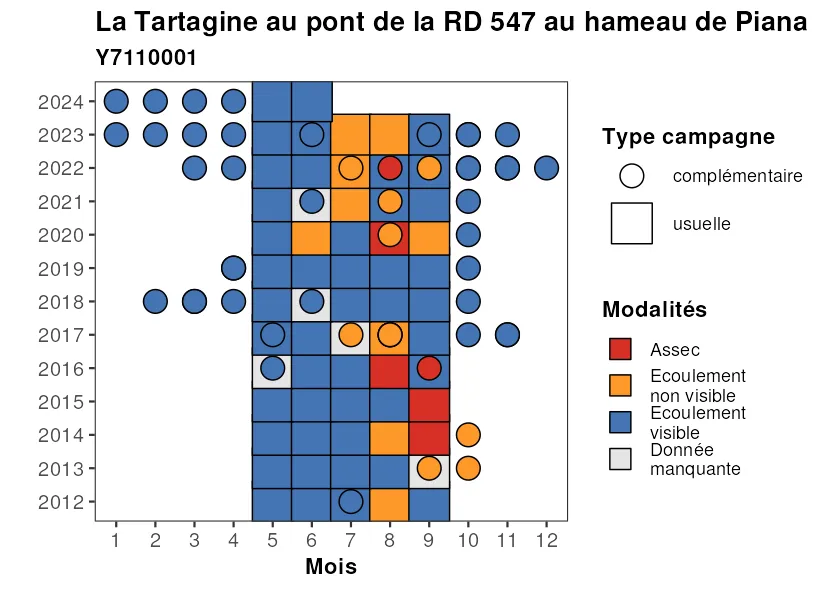 La Tartagine au pont de la RD 547 au hameau de Piana
Y7110001
2024
2023
2022
2021
2020
2019
2018
2017
2016
2015
2014
2013
2012
1 2 3 4 5 6 7 8 9 10 11 12
Mois
Type campagne
complémentaire
usuelle
Modalités
Assec
Ecoulement
non visible
Ecoulement
visible
Donnée
manquante